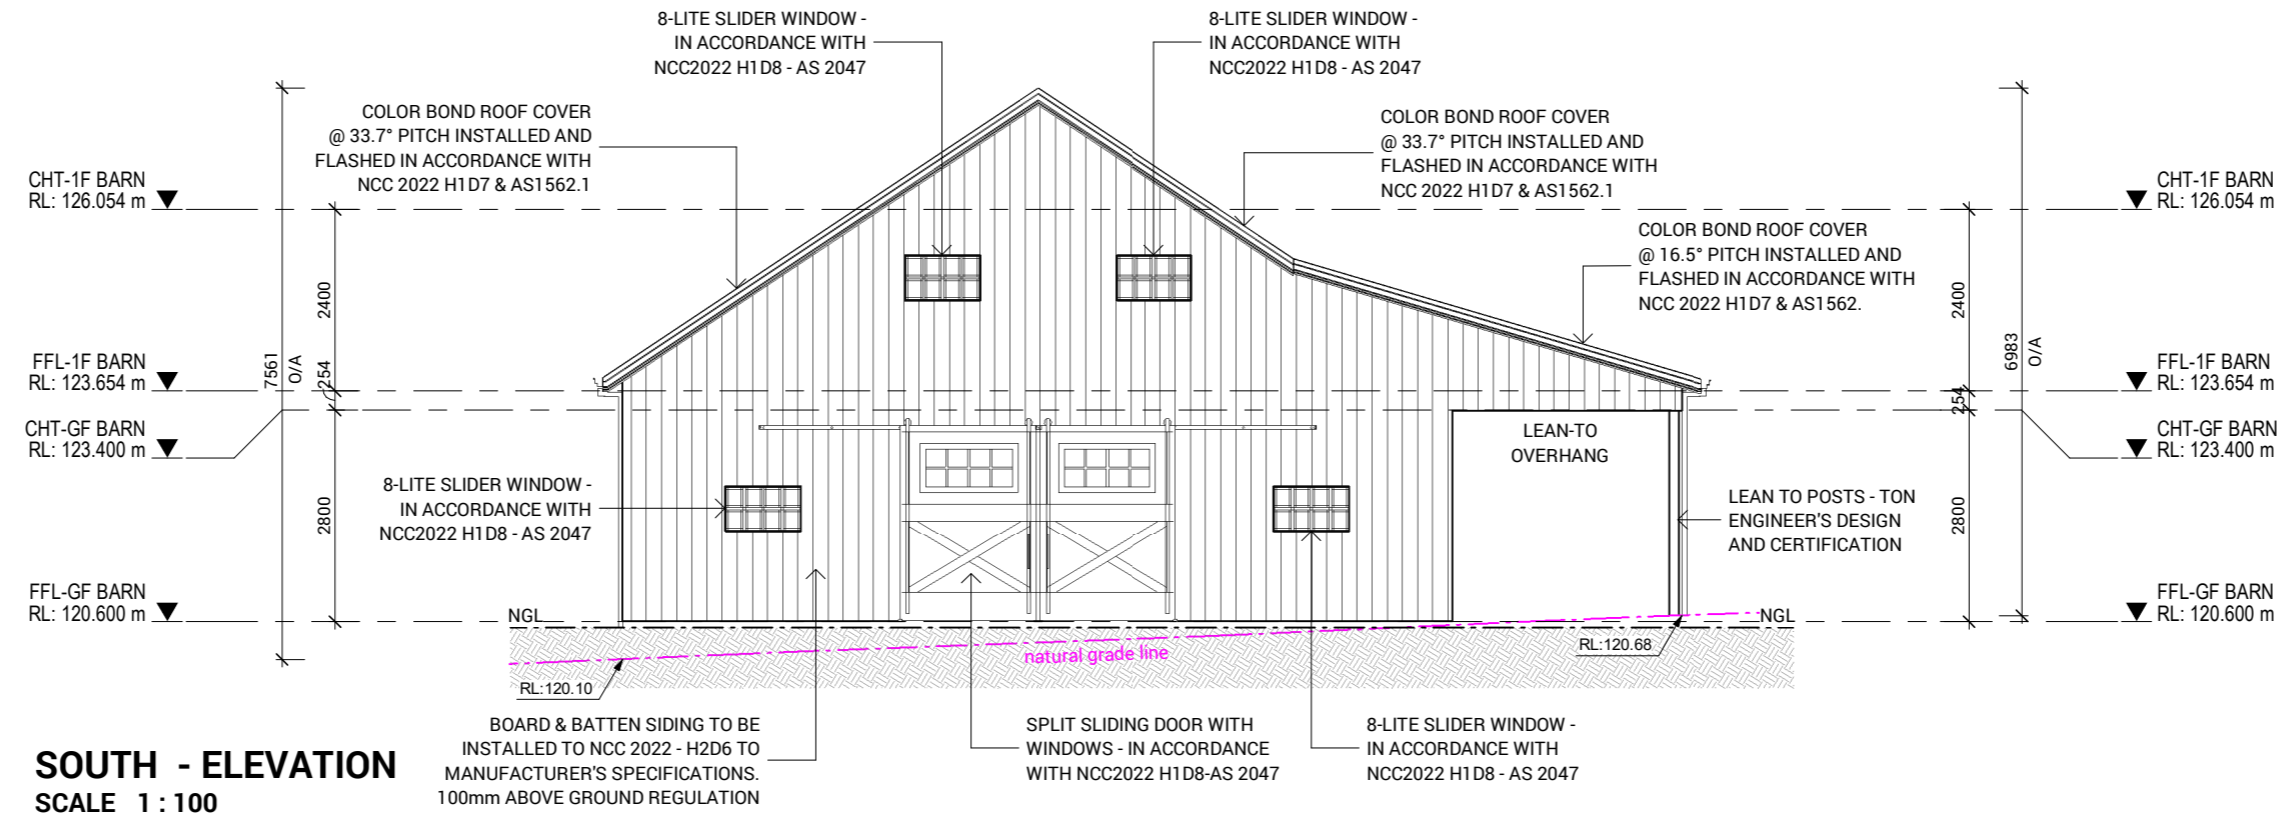 8-LITE SLIDER WINDOW -
IN ACCORDANCE WITH
NCC2022 H1D8 - AS 2047
8-LITE SLIDER WINDOW -
IN ACCORDANCE WITH
NCC2022 H1D8 - AS 2047
COLOR BOND ROOF COVER
@ 33.7° PITCH INSTALLED AND
FLASHED IN ACCORDANCE WITH
NCC 2022 H1D7 & AS1562.1
COLOR BOND ROOF COVER
@ 33.7° PITCH INSTALLED AND
FLASHED IN ACCORDANCE WITH
NCC 2022 H1D7 & AS1562.1
CHT-1F BARN
RL: 126.054 m
CHT-1F BARN
RL: 126.054 m
COLOR BOND ROOF COVER
@ 16.5° PITCH INSTALLED AND
FLASHED IN ACCORDANCE WITH
NCC 2022 H1D7 & AS1562.
2400
2400
7561
O/A
6983
O/A
FFL-1F BARN
RL: 123.654 m
254
254
FFL-1F BARN
RL: 123.654 m
CHT-GF BARN
RL: 123.400 m
CHT-GF BARN
RL: 123.400 m
LEAN-TO
OVERHANG
8-LITE SLIDER WINDOW -
IN ACCORDANCE WITH
NCC2022 H1D8 - AS 2047
2800
2800
LEAN TO POSTS - TON
ENGINEER'S DESIGN
AND CERTIFICATION
FFL-GF BARN
RL: 120.600 m
FFL-GF BARN
RL: 120.600 m
NGL
NGL
natural grade line
RL:120.68
RL:120.10
BOARD & BATTEN SIDING TO BE
INSTALLED TO NCC 2022 - H2D6 TO
MANUFACTURER'S SPECIFICATIONS.
100mm ABOVE GROUND REGULATION
SPLIT SLIDING DOOR WITH
WINDOWS - IN ACCORDANCE
WITH NCC2022 H1D8-AS 2047
8-LITE SLIDER WINDOW -
IN ACCORDANCE WITH
NCC2022 H1D8 - AS 2047
SOUTH - ELEVATION
SCALE 1 : 100